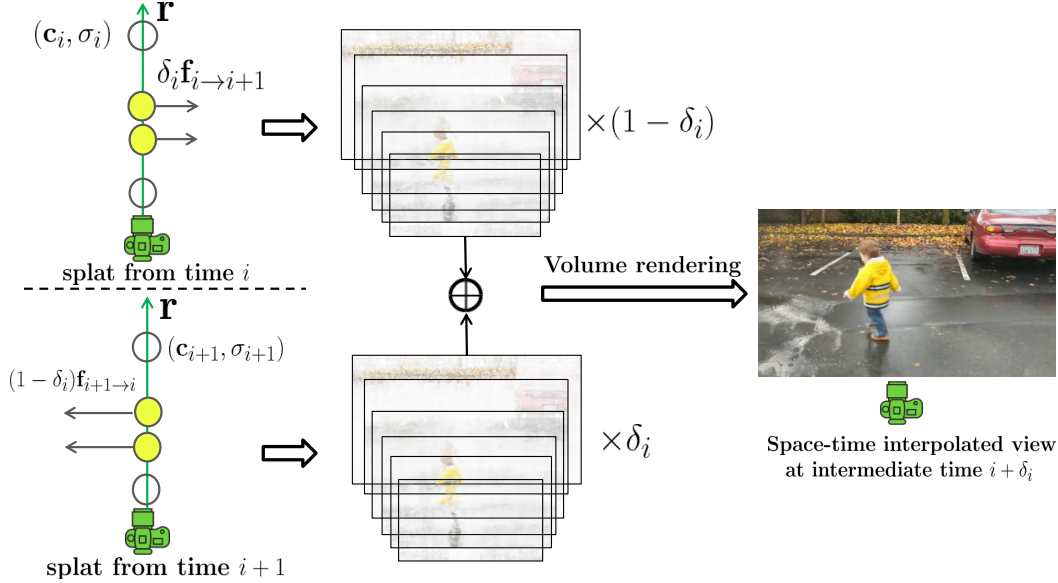 r
(c_i, σ_i)
δ_i f_{i→i+1}
×(1 − δ_i)
splat from time i
Volume rendering
r
(c_{i+1}, σ_{i+1})
(1 − δ_i)f_{i+1→i}
×δ_i
Space-time interpolated view
at intermediate time i + δ_i
splat from time i + 1